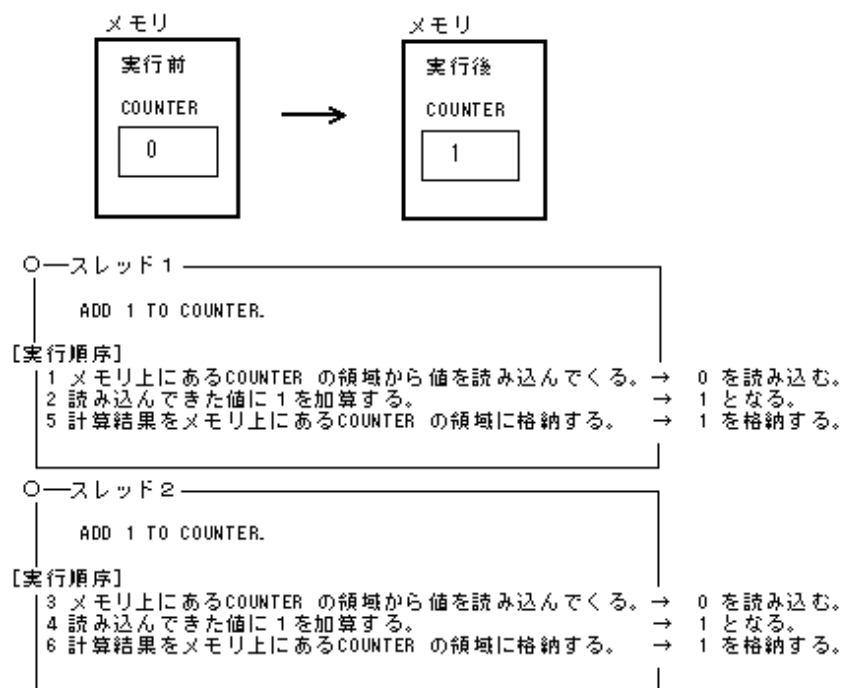 メモリ
メモリ
実行前
実行後
COUNTER
COUNTER
0
1
スレッド1
ADD 1 TO COUNTER.
[実行順序]
1 メモリ上にあるCOUNTER の領域から値を読み込んでくる。→ 0 を読み込む。
2 読み込んできた値に1を加算する。 → 1 となる。
5 計算結果をメモリ上にあるCOUNTER の領域に格納する。 → 1 を格納する。
スレッド2
ADD 1 TO COUNTER.
[実行順序]
3 メモリ上にあるCOUNTER の領域から値を読み込んでくる。→ 0 を読み込む。
4 読み込んできた値に1を加算する。 → 1 となる。
6 計算結果をメモリ上にあるCOUNTER の領域に格納する。 → 1 を格納する。